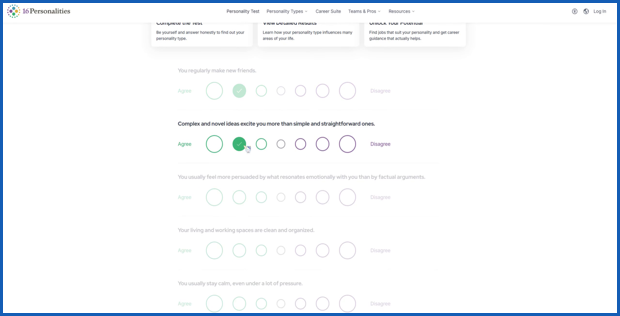 16Personalities
Personality Test Personality Types Career Suite Teams & Pros Resources Log In
Complete the Test
Be yourself and answer honestly to find out your
personality type.
View Detailed Results
Learn how your personality type influences many
areas of your life.
Unlock Your Potential
Find jobs that suit your personality and get career
guidance that actually helps.
You regularly make new friends.
Agree Disagree
Complex and novel ideas excite you more than simple and straightforward ones.
Agree Disagree
You usually feel more persuaded by what resonates emotionally with you than by factual arguments.
Agree Disagree
Your living and working spaces are clean and organized.
Agree Disagree
You usually stay calm, even under a lot of pressure.
Agree Disagree